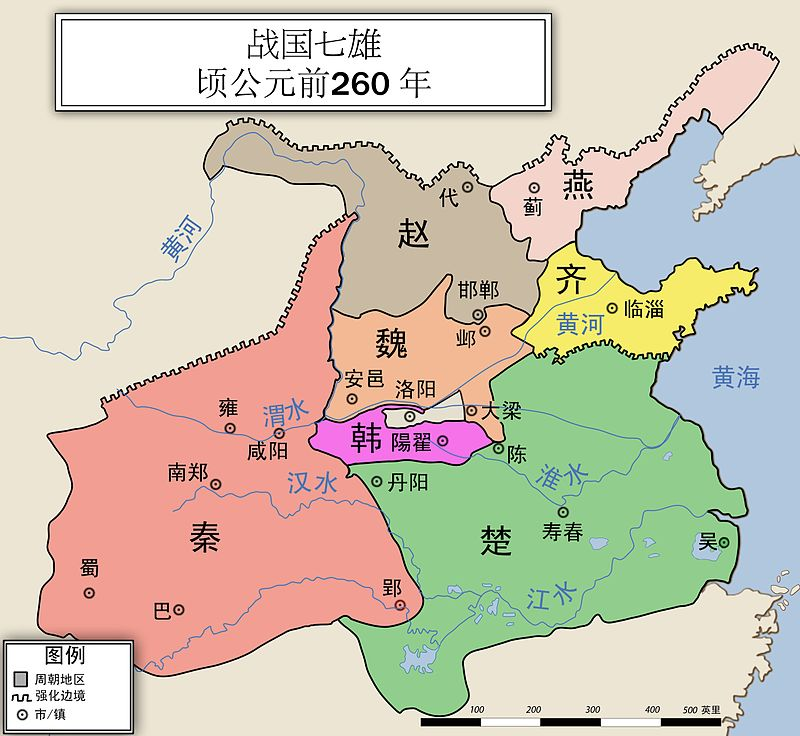 战国七雄
顷公元前260 年
代
蓟
燕
赵
黄河
齐
邯郸
临淄
黄河
邺
魏
黄海
安邑
洛阳
大梁
雍
渭水
韩
陽翟
咸阳
陈
南郑
汉水
丹阳
淮水
秦
楚
寿春
吴
蜀
巴
郢
江水
图例
周朝地区
强化边境
市/镇
100
200
300
400
500 英里